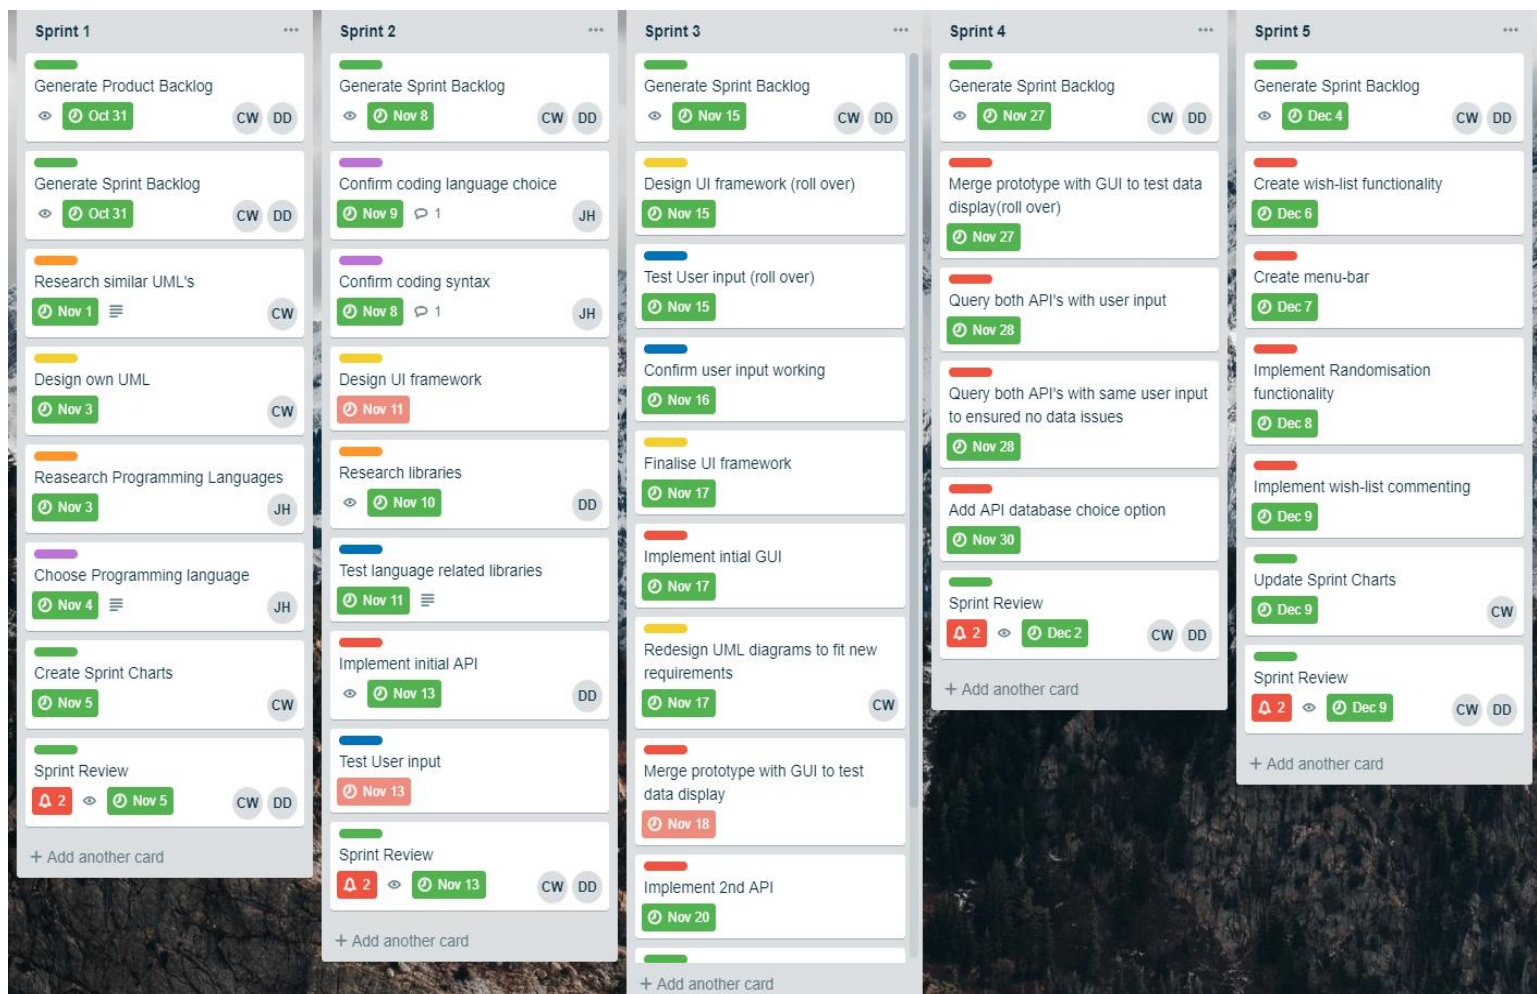 Sprint 1
Generate Product Backlog
Oct 31
CW DD
Generate Sprint Backlog
Oct 31
CW DD
Research similar UML's
Nov 1
CW
Design own UML
Nov 3
CW
Reasearch Programming Languages
Nov 3
JH
Choose Programming language
Nov 4
JH
Create Sprint Charts
Nov 5
CW
Sprint Review
2
Nov 5
CW DD
+ Add another card
Sprint 2
Generate Sprint Backlog
Nov 8
CW DD
Confirm coding language choice
Nov 9
1
JH
Confirm coding syntax
Nov 8
1
JH
Design UI framework
Nov 11
Research libraries
Nov 10
DD
Test language related libraries
Nov 11
Implement initial API
Nov 13
DD
Test User input
Nov 13
Sprint Review
2
Nov 13
CW DD
+ Add another card
Sprint 3
Generate Sprint Backlog
Nov 15
CW DD
Design UI framework (roll over)
Nov 15
Test User input (roll over)
Nov 15
Confirm user input working
Nov 16
Finalise UI framework
Nov 17
Implement intial GUI
Nov 17
Redesign UML diagrams to fit new
requirements
Nov 17
CW
Merge prototype with GUI to test
data display
Nov 18
Implement 2nd API
Nov 20
+ Add another card
Sprint 4
Generate Sprint Backlog
Nov 27
CW DD
Merge prototype with GUI to test data
display(roll over)
Nov 27
Query both API's with user input
Nov 28
Query both API's with same user input
to ensured no data issues
Nov 28
Add API database choice option
Nov 30
Sprint Review
2
Dec 2
CW DD
+ Add another card
Sprint 5
Generate Sprint Backlog
Dec 4
CW DD
Create wish-list functionality
Dec 6
Create menu-bar
Dec 7
Implement Randomisation
functionality
Dec 8
Implement wish-list commenting
Dec 9
Update Sprint Charts
Dec 9
CW
Sprint Review
2
Dec 9
CW DD
+ Add another card